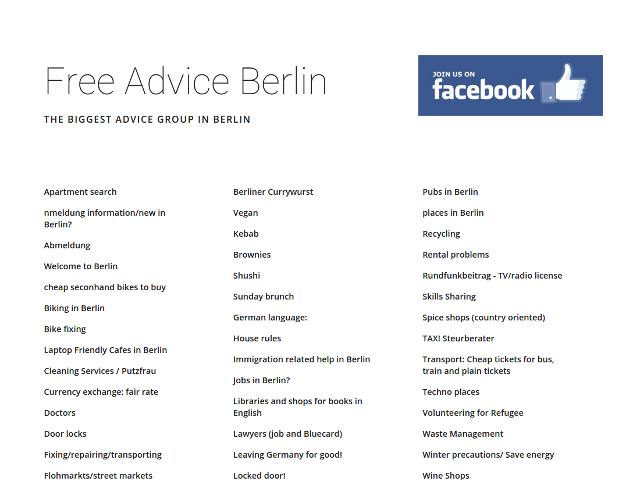 Free Advice Berlin
THE BIGGEST ADVICE GROUP IN BERLIN
JOIN US ON
facebook
Apartment search
nmeldung information/new in
Berlin?
Abmeldung
Welcome to Berlin
cheap seconhand bikes to buy
Biking in Berlin
Bike fixing
Laptop Friendly Cafes in Berlin
Cleaning Services / Putzfrau
Currency exchange: fair rate
Doctors
Door locks
Fixing/repairing/transporting
Flohmarkts/street markets
Berliner Currywurst
Vegan
Kebab
Brownies
Shushi
Sunday brunch
German language:
House rules
Immigration related help in Berlin
Jobs in Berlin?
Libraries and shops for books in
English
Lawyers (job and Bluecard)
Leaving Germany for good!
Locked door!
Pubs in Berlin
places in Berlin
Recycling
Rental problems
Rundfunkbeitrag - TV/radio license
Skills Sharing
Spice shops (country oriented)
TAX! Steurberater
Transport: Cheap tickets for bus,
train and plain tickets
Techno places
Volunteering for Refugee
Waste Management
Winter precautions/ Save energy
Wine Shops